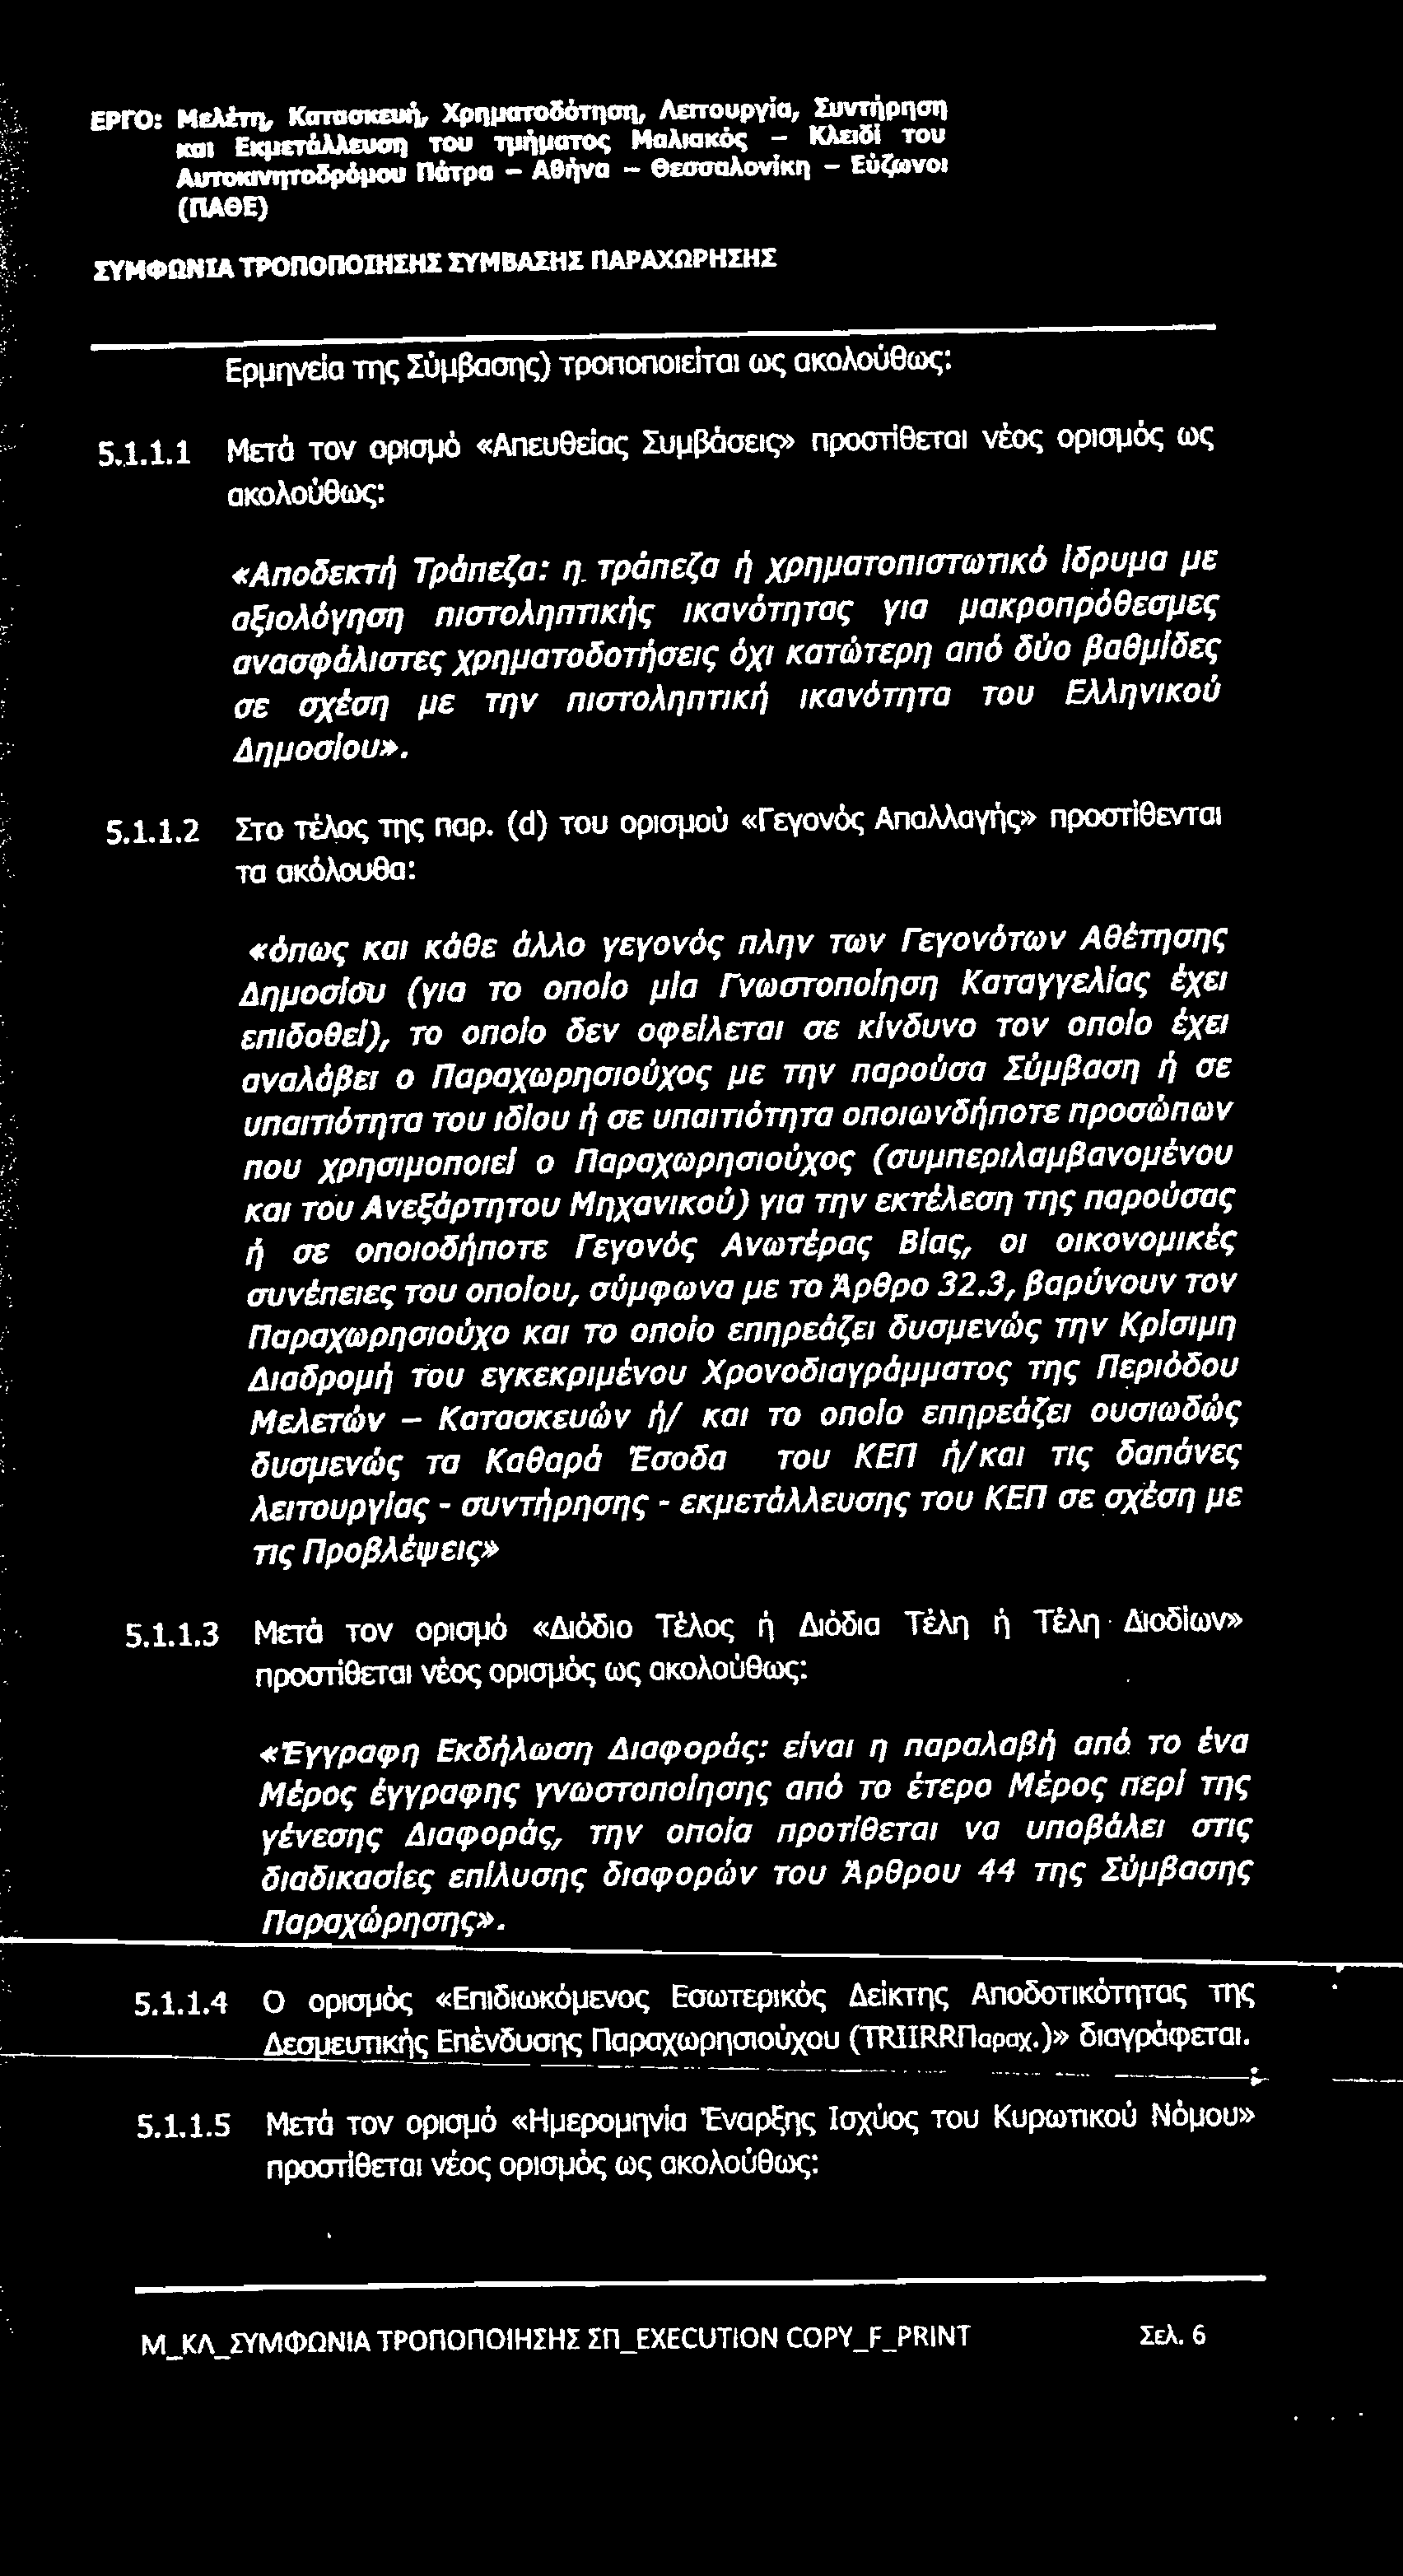 ΕΡΓΟ: Μελέτη, Κατασκευή, Χρηματοδότηση, Λειτουργία, Συντήρηση
και Εκμετάλλευση του τμήματος Μαλιακός – Κλειδί του
Αυτοκινητοδρόμου Πάτρα – Αθήνα – Θεσσαλονίκη – Εύζωνοι
(ΠΑΘΕ)
ΣΥΜΦΩΝΙΑ ΤΡΟΠΟΠΟΙΗΣΗΣ ΣΥΜΒΑΣΗΣ ΠΑΡΑΧΩΡΗΣΗΣ
Ερμηνεία της Σύμβασης) τροποποιείται ως ακολούθως:
5.1.1.1 Μετά τον ορισμό «Απευθείας Συμβάσεις» προστίθεται νέος ορισμός ως
ακολούθως:
«Αποδεκτή Τράπεζα: η τράπεζα ή χρηματοπιστωτικό ίδρυμα με
αξιολόγηση πιστοληπτικής ικανότητας για μακροπρόθεσμες
ανασφάλιστες χρηματοδοτήσεις όχι κατώτερη από δύο βαθμίδες
σε σχέση με την πιστοληπτική ικανότητα του Ελληνικού
Δημοσίου».
5.1.1.2 Στο τέλος της παρ. (d) του ορισμού «Γεγονός Απαλλαγής» προστίθενται
τα ακόλουθα:
«όπως και κάθε άλλο γεγονός πλην των Γεγονότων Αθέτησης
Δημοσίου (για το οποίο μία Γνωστοποίηση Καταγγελίας έχει
επιδοθεί), το οποίο δεν οφείλεται σε κίνδυνο τον οποίο έχει
αναλάβει ο Παραχωρησιούχος με την παρούσα Σύμβαση ή σε
υπαιτιότητα του ιδίου ή σε υπαιτιότητα οποιωνδήποτε προσώπων
που χρησιμοποιεί ο Παραχωρησιούχος (συμπεριλαμβανομένου
και του Ανεξάρτητου Μηχανικού) για την εκτέλεση της παρούσας
ή σε οποιοδήποτε Γεγονός Ανωτέρας Βίας, οι οικονομικές
συνέπειες του οποίου, σύμφωνα με το Άρθρο 32.3, βαρύνουν τον
Παραχωρησιούχο και το οποίο επηρεάζει δυσμενώς την Κρίσιμη
Διαδρομή του εγκεκριμένου Χρονοδιαγράμματος της Περιόδου
Μελετών – Κατασκευών ή/ και το οποίο επηρεάζει ουσιωδώς
δυσμενώς τα Καθαρά Έσοδα του ΚΕΠ ή/και τις δαπάνες
λειτουργίας - συντήρησης - εκμετάλλευσης του ΚΕΠ σε σχέση με
τις Προβλέψεις»
5.1.1.3 Μετά τον ορισμό «Διόδιο Τέλος ή Διόδια Τέλη ή Τέλη Διοδίων»
προστίθεται νέος ορισμός ως ακολούθως:
«Έγγραφη Εκδήλωση Διαφοράς: είναι η παραλαβή από το ένα
Μέρος έγγραφης γνωστοποίησης από το έτερο Μέρος περί της
γένεσης Διαφοράς, την οποία προτίθεται να υποβάλει στις
διαδικασίες επίλυσης διαφορών του Άρθρου 44 της Σύμβασης
Παραχώρησης».
5.1.1.4 Ο ορισμός «Επιδιωκόμενος Εσωτερικός Δείκτης Αποδοτικότητας της
Δεσμευτικής Επένδυσης Παραχωρησιούχου (TRIIRRΠαραχ.)» διαγράφεται.
5.1.1.5 Μετά τον ορισμό «Ημερομηνία Έναρξης Ισχύος του Κυρωτικού Νόμου»
προστίθεται νέος ορισμός ως ακολούθως:
Μ_ΚΛ_ΣΥΜΦΩΝΙΑ ΤΡΟΠΟΠΟΙΗΣΗΣ ΣΠ_EXECUTION COPY_F_PRINT Σελ. 6